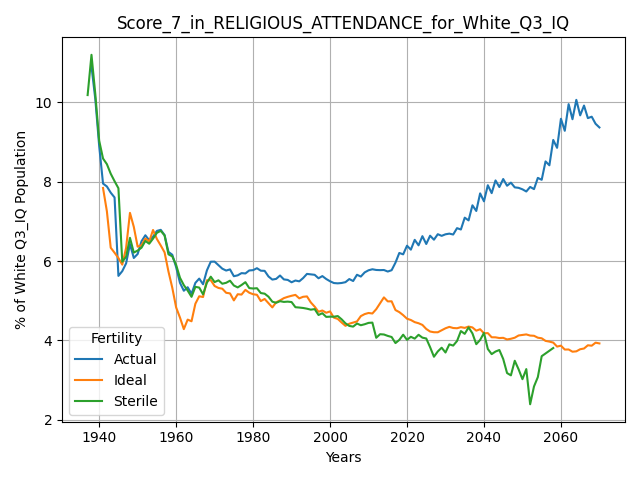 Score_7_in_RELIGIOUS_ATTENDANCE_for_White_Q3_IQ
% of White Q3_IQ Population
10
8
6
4
2
Fertility
Actual
Ideal
Sterile
1940 1960 1980 2000 2020 2040 2060
Years